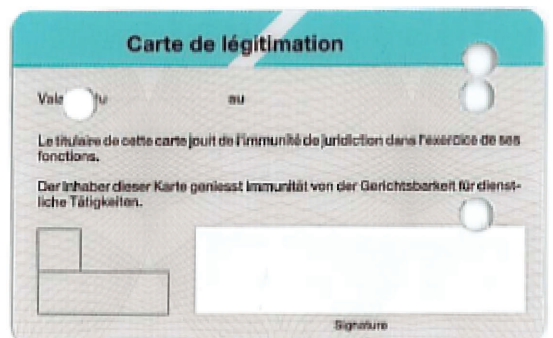 Carte de légitimation
au
Le titulaire de cette carte jouit de l'immunité de juridiction dans l'exercice de ses
fonctions.
Der Inhaber dieser Karte geniesst Immunität von der Gerichtsbarkeit für dienst-
liche Tätigkeiten.
Signature